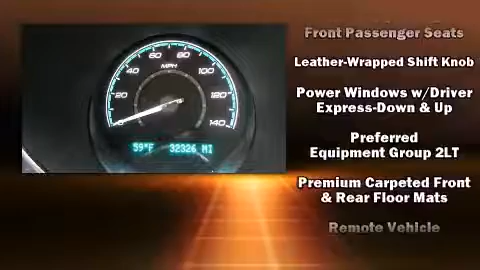 20
40
60
80
100
120
140
MPH
59°F 32326 MI
Front Passenger Seats
Leather-Wrapped Shift Knob
Power Windows w/Driver
Express-Down & Up
Preferred
Equipment Group 2LT
Premium Carpeted Front
& Rear Floor Mats
Remote Vehicle